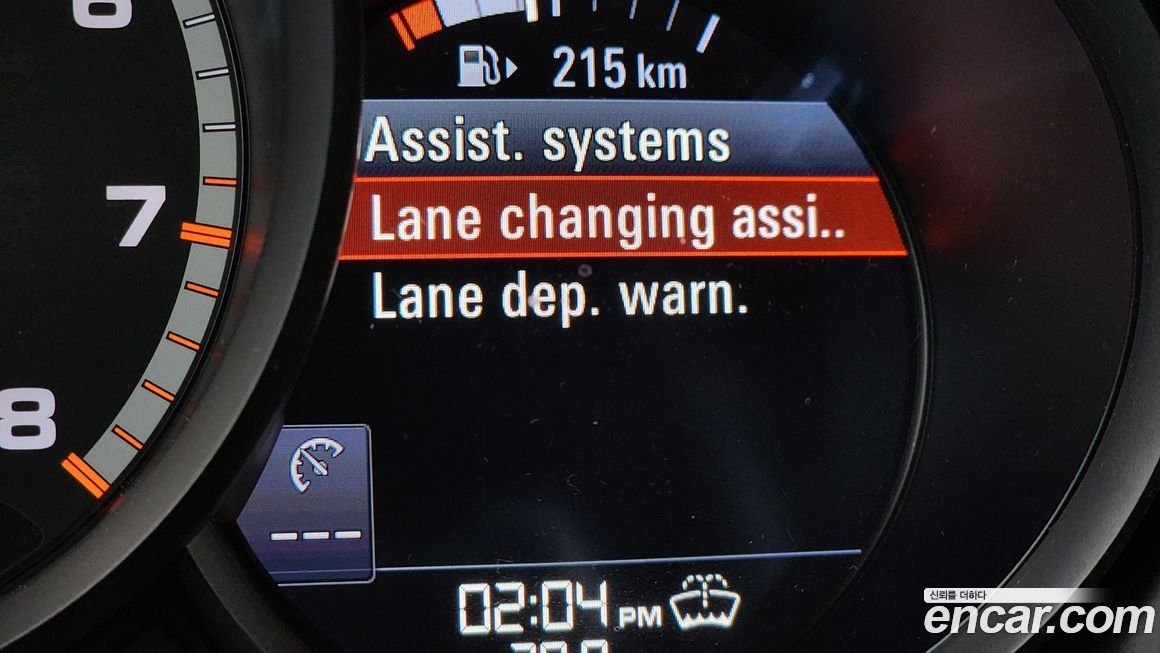 6
7
8
215 km
Assist. systems
Lane changing assi..
Lane dep. warn.
---
02:04 PM
신뢰를 더하다
encar.com